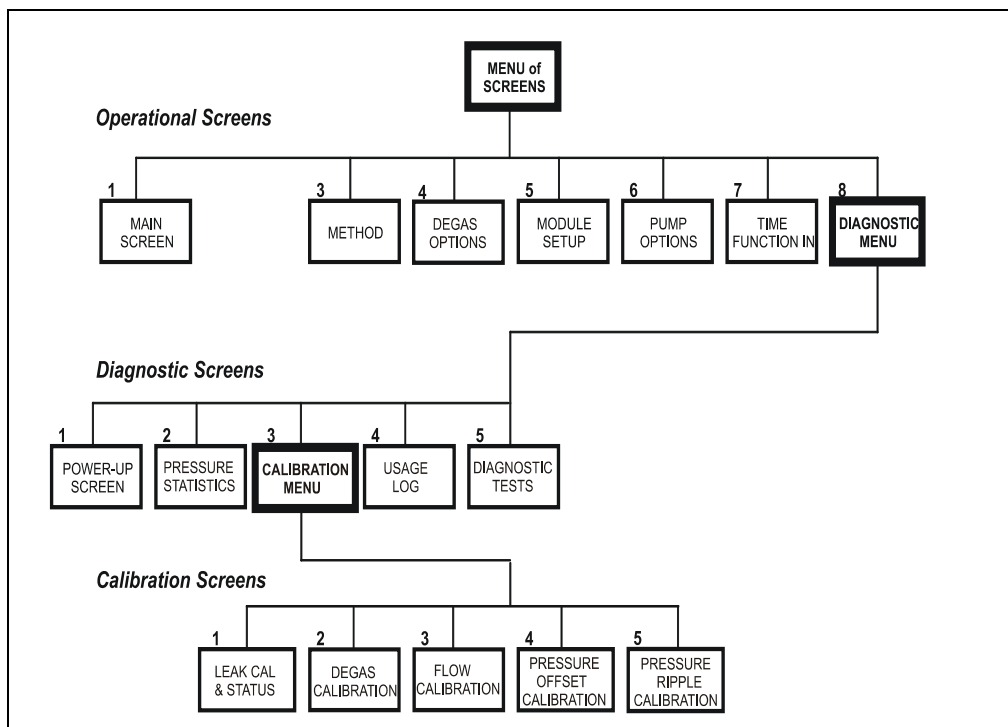 MENU of
SCREENS
Operational Screens
1
MAIN
SCREEN
3
METHOD
4
DEGAS
OPTIONS
5
MODULE
SETUP
6
PUMP
OPTIONS
7
TIME
FUNCTION IN
8
DIAGNOSTIC
MENU
Diagnostic Screens
1
POWER-UP
SCREEN
2
PRESSURE
STATISTICS
3
CALIBRATION
MENU
4
USAGE
LOG
5
DIAGNOSTIC
TESTS
Calibration Screens
1
LEAK CAL
& STATUS
2
DEGAS
CALIBRATION
3
FLOW
CALIBRATION
4
PRESSURE
OFFSET
CALIBRATION
5
PRESSURE
RIPPLE
CALIBRATION